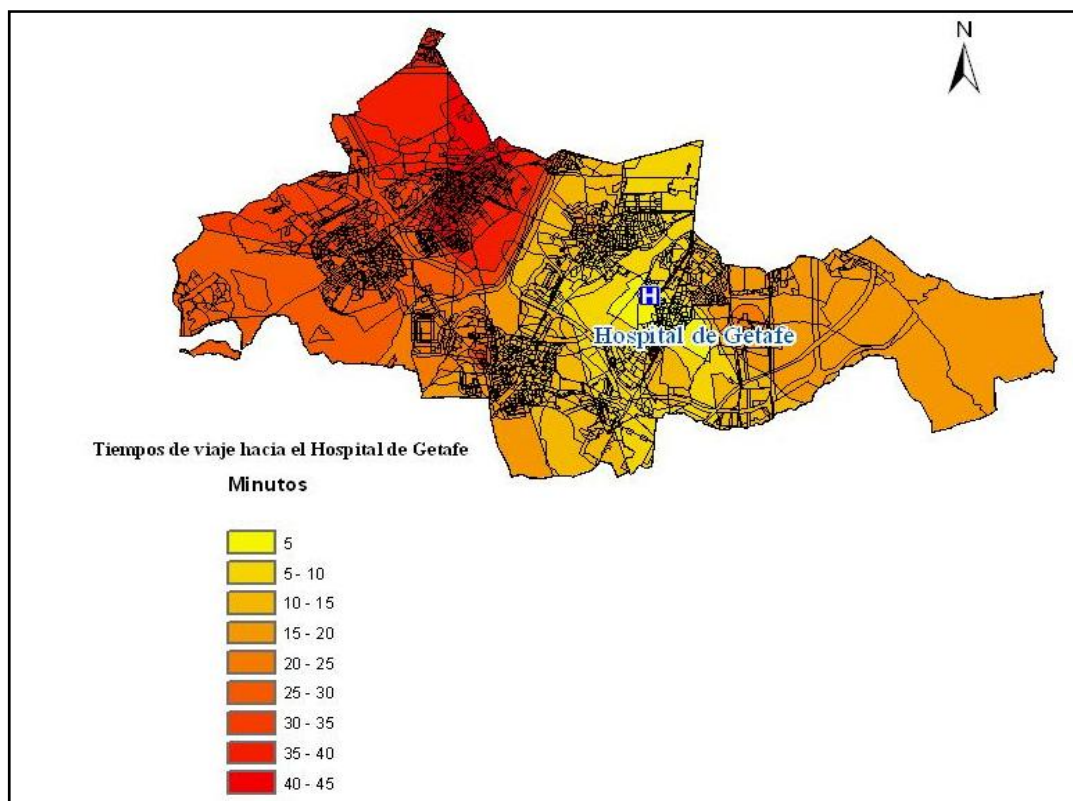 N
H
Hospital de Getafe
Tiempos de viaje hacia el Hospital de Getafe
Minutos
5
5 - 10
10 - 15
15 - 20
20 - 25
25 - 30
30 - 35
35 - 40
40 - 45